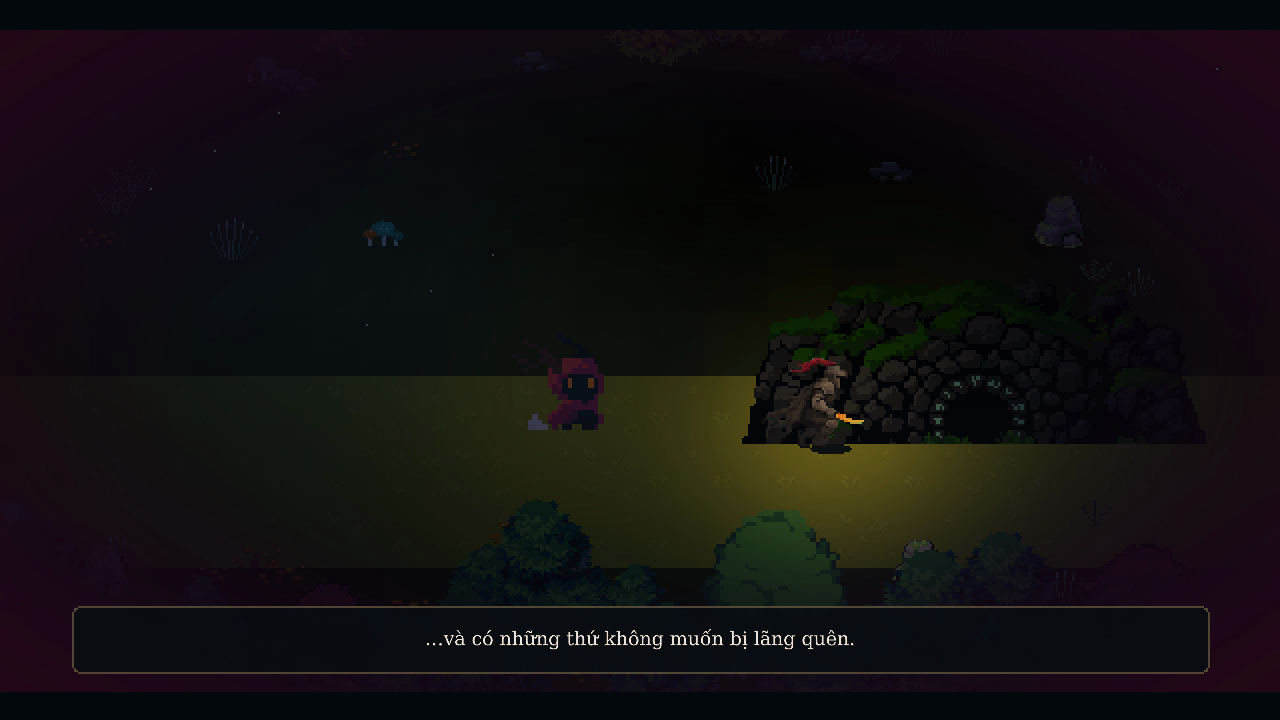 …và có những thứ không muốn bị lãng quên.